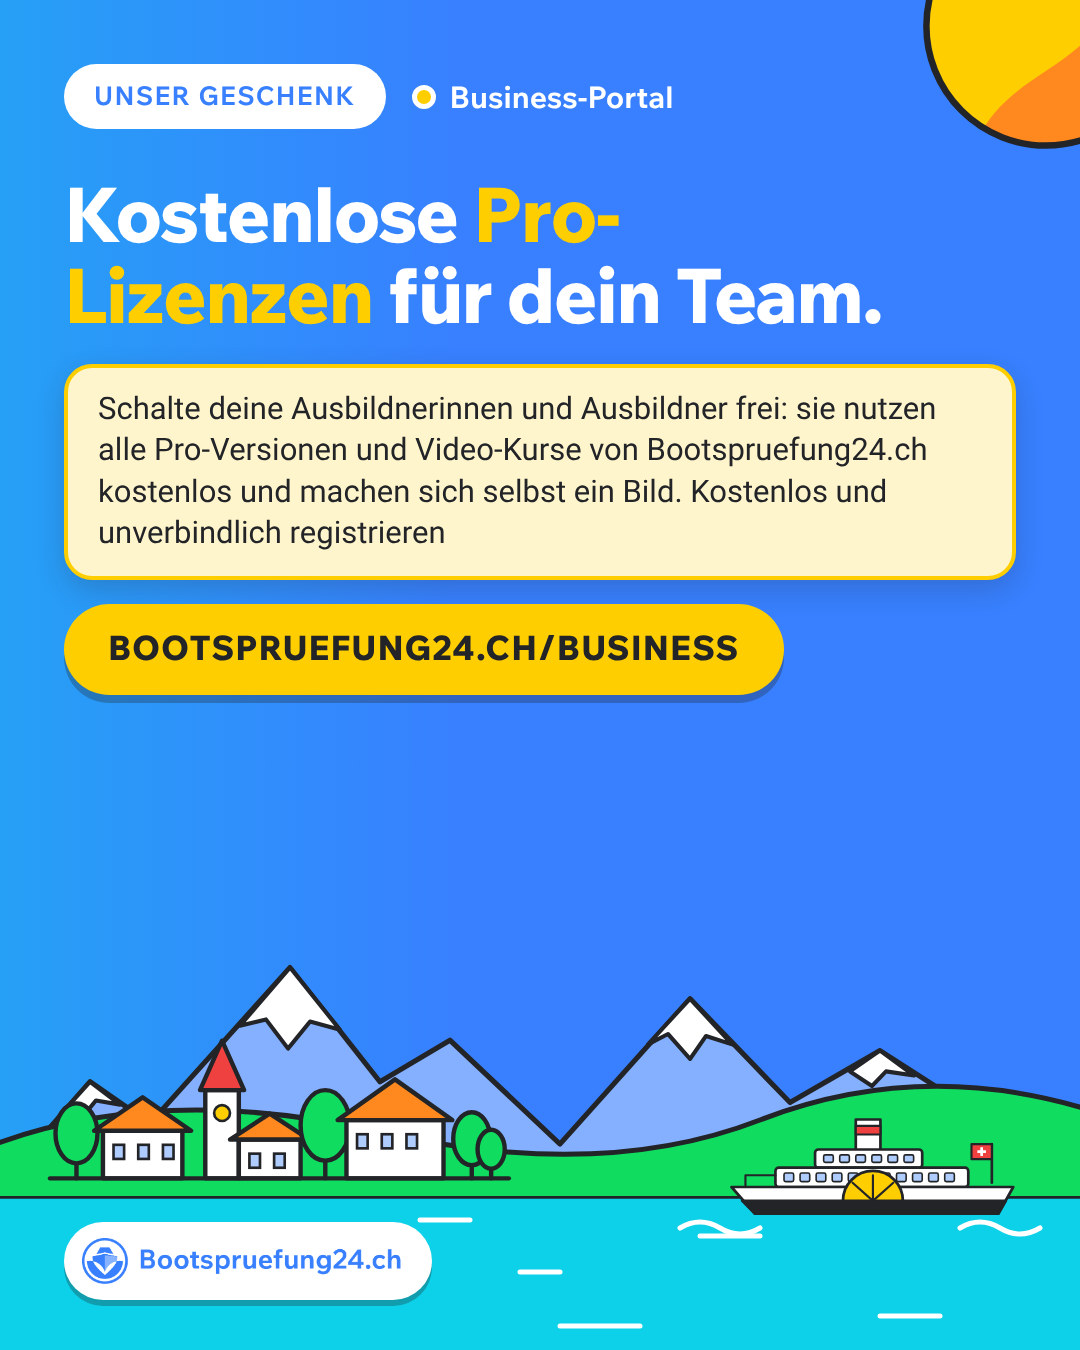 UNSER GESCHENK
Business-Portal
Kostenlose Pro-
Lizenzen für dein Team.
Schalte deine Ausbildnerinnen und Ausbildner frei: sie nutzen
alle Pro-Versionen und Video-Kurse von Bootspruefung24.ch
kostenlos und machen sich selbst ein Bild. Kostenlos und
unverbindlich registrieren
BOOTSPRUEFUNG24.CH/BUSINESS
Bootspruefung24.ch